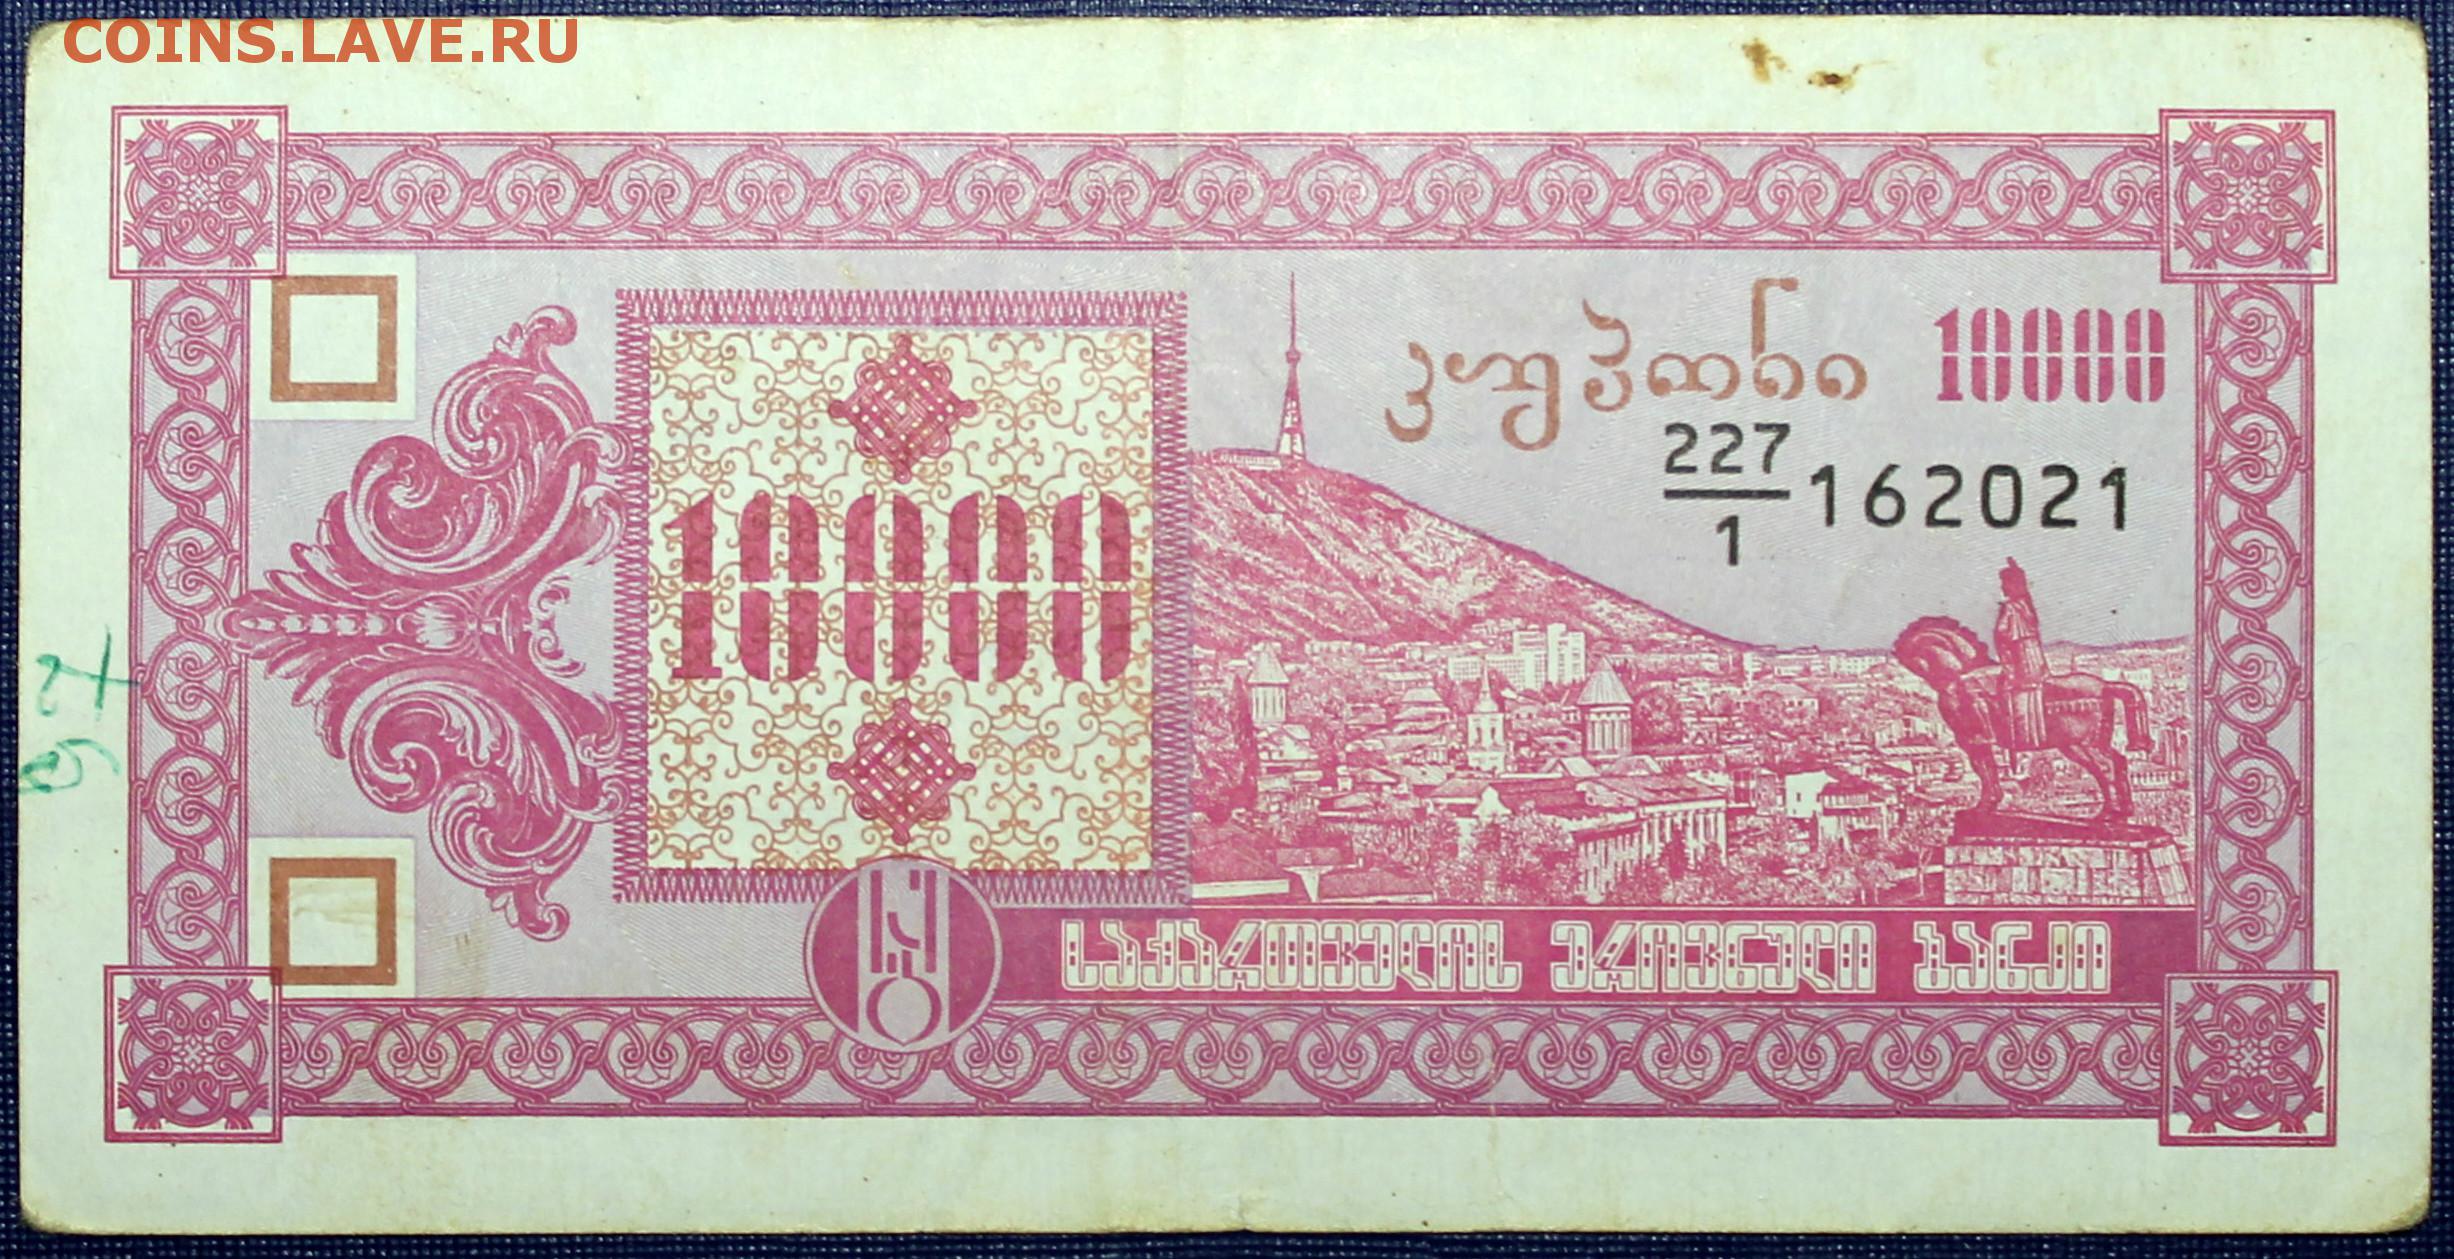 COINS.LAVE.RU
კუპონი 10000
227/1 162021
10000
საქართველოს ეროვნული ბანკი